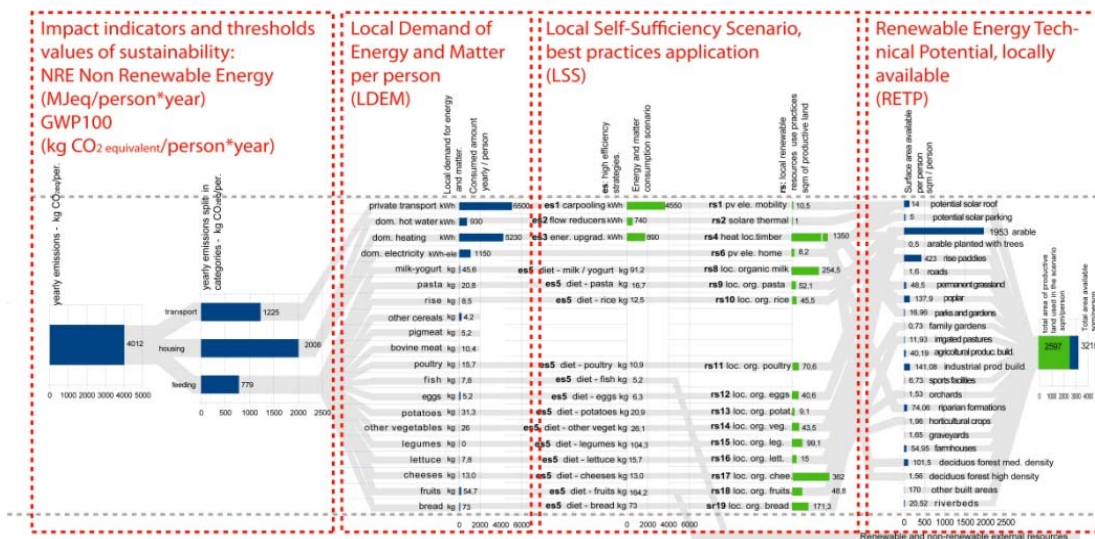 Impact indicators and thresholds
values of sustainability:
NRE Non Renewable Energy
(MJeq/person*year)
GWP100
(kg CO2 equivalent/person*year)
yearly emissions - kg CO2eq/per.
yearly emissions split in
categories - kg CO2eq/per.
4012
0 1000 2000 3000 4000 5000
transport 1225
housing 2008
feeding 779
0 500 1000 1500 2000 2500
Local Demand of
Energy and Matter
per person
(LDEM)
Local demand for energy
and matter.
Consumed amount
yearly / person
private transport kWh 6500
dom. hot water kWh 930
dom. heating kWh 5230
dom. electricity kWh-ele 1150
milk-yogurt kg 45,6
pasta kg 20,8
rise kg 8,5
other cereals kg 4,2
pigmeat kg 5,2
bovine meat kg 10,4
poultry kg 15,7
fish kg 7,8
eggs kg 5,2
potatoes kg 31,3
other vegetables kg 26
legumes kg 0
lettuce kg 7,8
cheeses kg 13,0
fruits kg 54,7
bread kg 73
0 2000 4000 6000
Local Self-Sufficiency Scenario,
best practices application
(LSS)
es: high efficiency
strategies.
Energy and matter
consumption scenario
es1 carpooling kWh 4550
es2 flow reducers kWh 740
es3 ener. upgrad. kWh 890
es5 diet - milk / yogurt kg 91,2
es5 diet - pasta kg 16,7
es5 diet - rice kg 12,5
es5 diet - poultry kg 10,9
es5 diet - fish kg 5,2
es5 diet - eggs kg 6,3
es5 diet - potatoes kg 20,9
es5 diet - other veget kg 26,1
es5 diet - legumes kg 104,3
es5 diet - lettuce kg 15,7
es5 diet - cheeses kg 13,0
es5 diet - fruits kg 164,2
es5 diet - bread kg 73
0 2000 4000 6000
rs: local renewable
resources use practices
sqm of productive land
rs1 pv ele. mobility 10,5
rs2 solare thermal 1
rs4 heat loc.timber 1350
rs6 pv ele. home 8,2
rs8 loc. organic milk 254,5
rs9 loc. org. pasta 52,1
rs10 loc. org. rice 45,5
rs11 loc. org. poultry 70,6
rs12 loc. org. eggs 40,6
rs13 loc. org. potat. 9,1
rs14 loc. org. veg. 43,5
rs15 loc. org. leg. 99,1
rs16 loc. org. lett. 15
rs17 loc. org. chee. 362
rs18 loc. org. fruits 48,8
sr19 loc. org. bread 171,3
Renewable Energy Tech-
nical Potential, locally
available
(RETP)
Surface area available
per person
sqm / person
14 potential solar roof
5 potential solar parking
1953 arable
0,5 arable planted with trees
423 rise paddies
1,6 roads
48,5 permanent grassland
137,9 poplar
16,96 parks and gardens
0,73 family gardens
11,93 irrigated pastures
40,19 agricoltural produc. build.
141,08 industrial prod build
6,73 sports facilities
1,53 orchards
74,06 riparian formations
1,96 horticultural crops
1,65 graveyards
54,95 farmhouses
101,5 deciduos forest med. density
1,56 deciduos forest high density
170 other built areas
20,52 riverbeds
0 500 1000 1500 2000 2500
total area of productive
land used in the scenario
sqm/person
Total area available
sqm/person
2597
3215
0 1000 2000 3000 4000
Renewable and non-renewable external resources